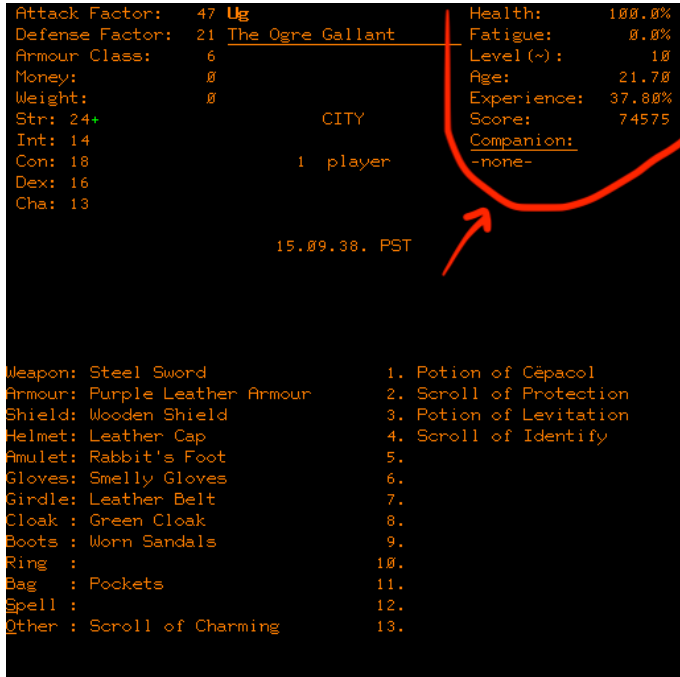 Attack Factor: 47 Ug Health: 100.0%
Defense Factor: 21 The Ogre Gallant Fatigue: 0.0%
Armour Class: 6 Level(~): 10
Money: 0 Age: 21.70
Weight: 0 Experience: 37.80%
Str: 24+ CITY Score: 74575
Int: 14 Companion:
Con: 18 1 player -none-
Dex: 16
Cha: 13
15.09.38. PST
Weapon: Steel Sword 1. Potion of Cëpacol
Armour: Purple Leather Armour 2. Scroll of Protection
Shield: Wooden Shield 3. Potion of Levitation
Helmet: Leather Cap 4. Scroll of Identify
Amulet: Rabbit's Foot 5.
Gloves: Smelly Gloves 6.
Girdle: Leather Belt 7.
Cloak : Green Cloak 8.
Boots : Worn Sandals 9.
Ring : 10.
Bag : Pockets 11.
Spell : 12.
Other : Scroll of Charming 13.